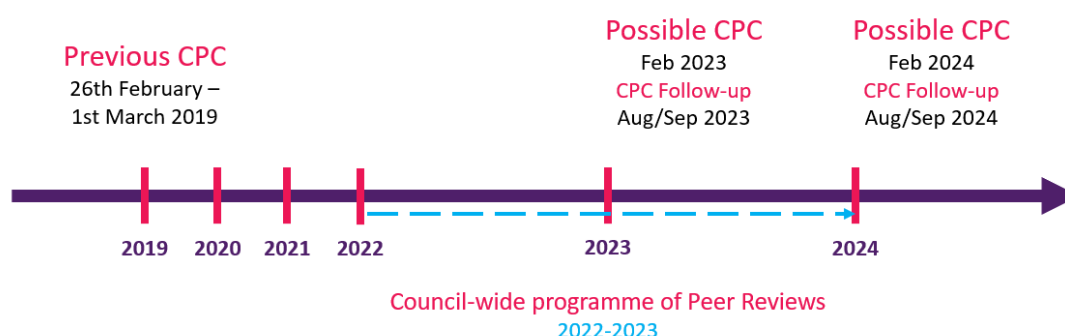 Previous CPC
26th February –
1st March 2019
Possible CPC
Feb 2023
CPC Follow-up
Aug/Sep 2023
Possible CPC
Feb 2024
CPC Follow-up
Aug/Sep 2024
2019
2020
2021
2022
2023
2024
Council-wide programme of Peer Reviews
2022-2023